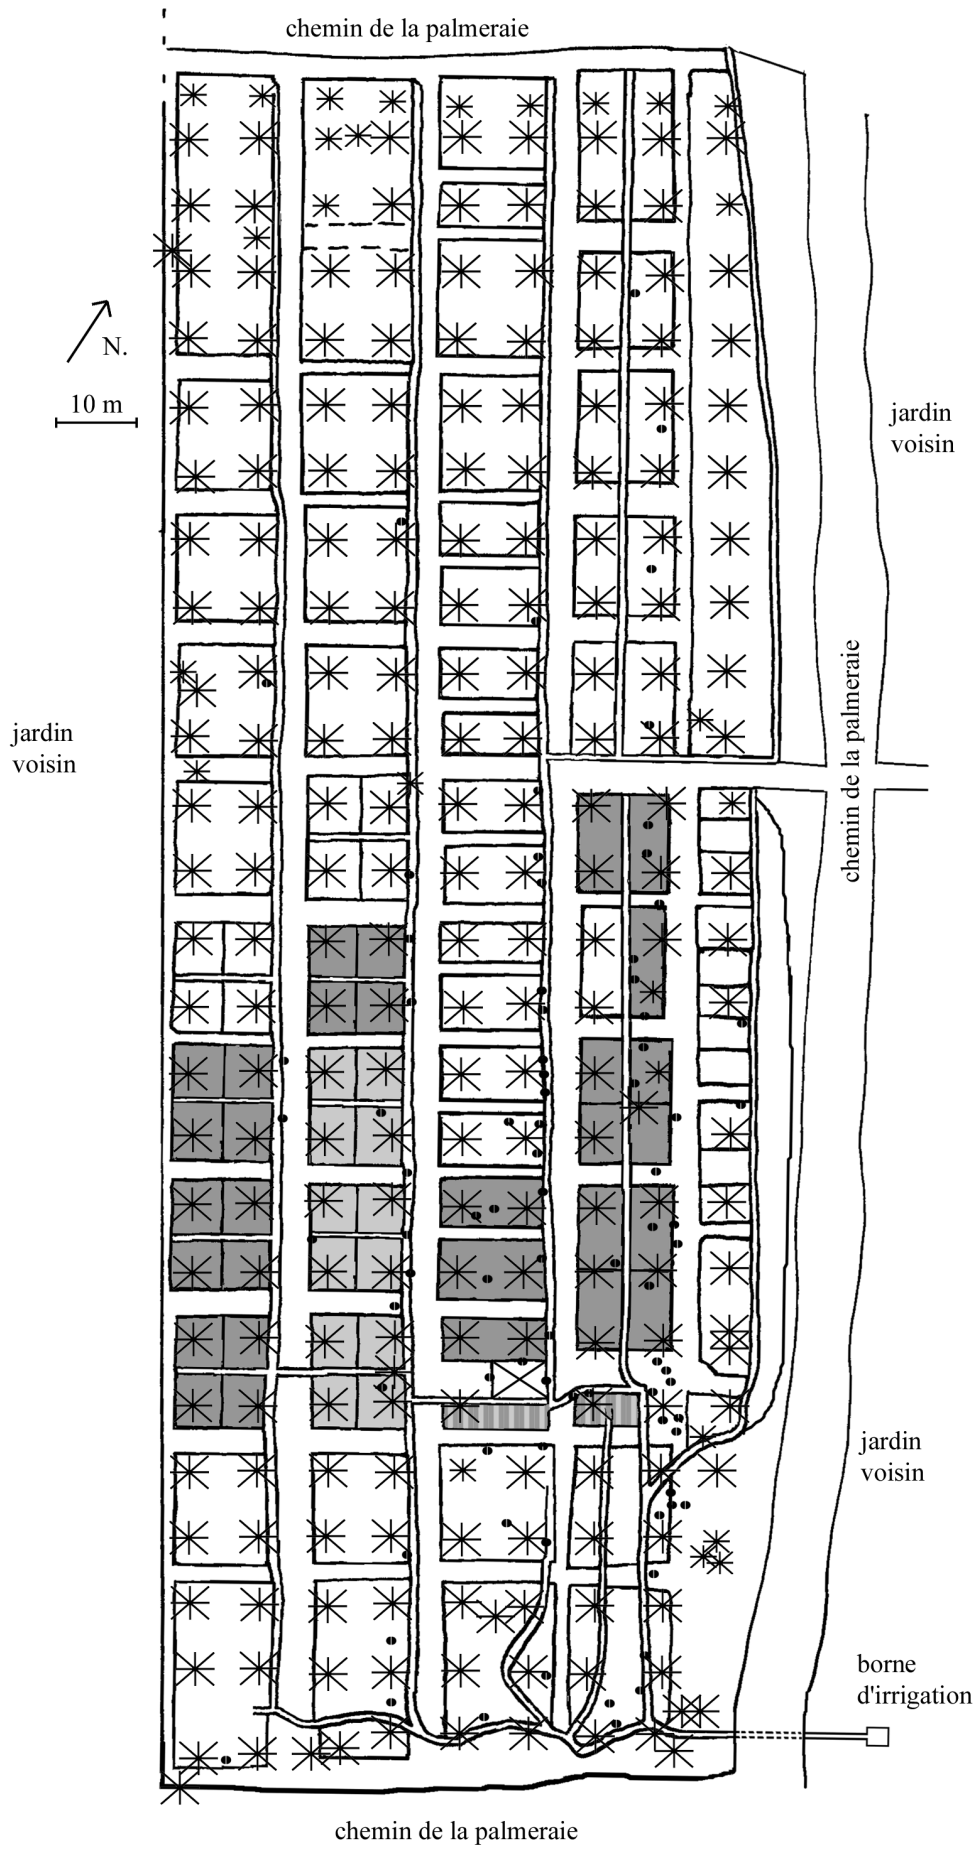 chemin de la palmeraie
N.
10 m
jardin
voisin
jardin
voisin
chemin de la palmeraie
jardin
voisin
borne
d'irrigation
chemin de la palmeraie